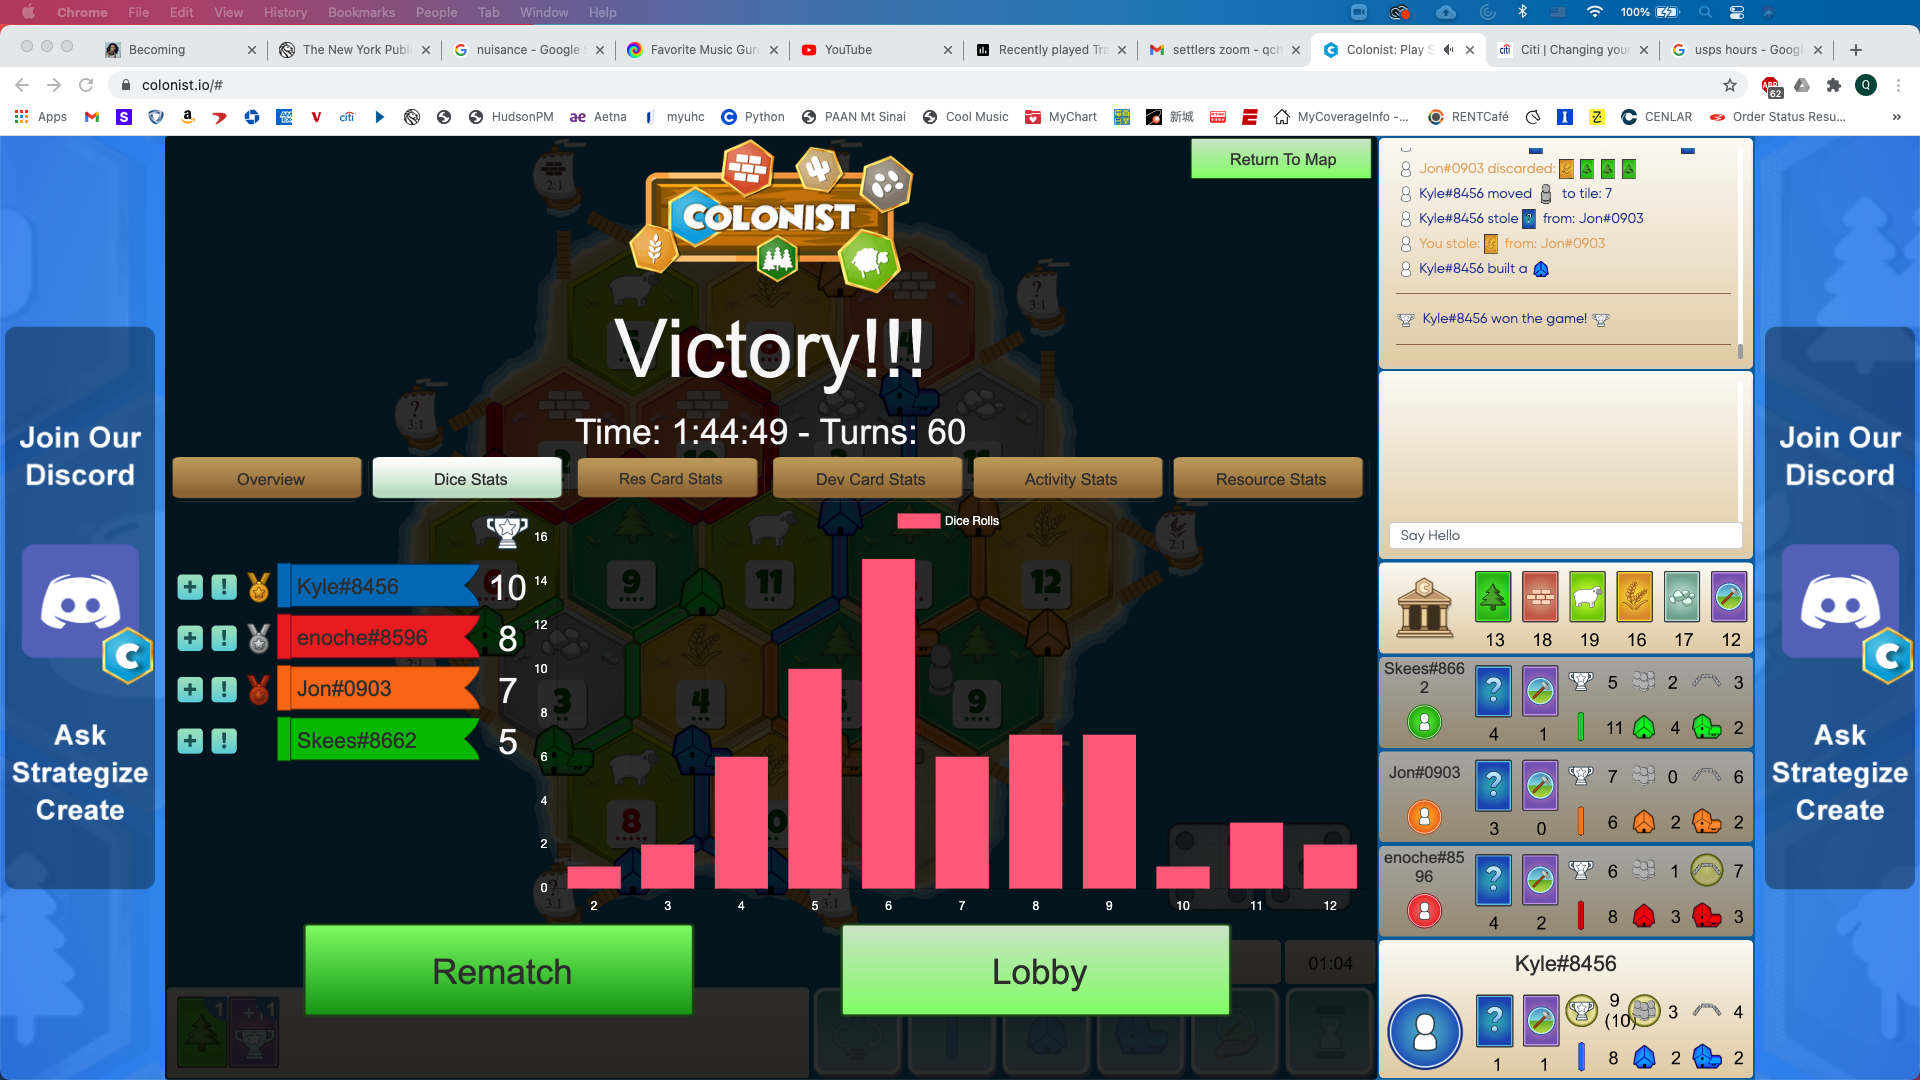 Chrome File Edit View History Bookmarks People Tab Window Help 100%
Becoming The New York Publi nuisance - Google Favorite Music Gur YouTube Recently played Tra settlers zoom - qch Colonist: Play S Citi | Changing your usps hours - Googl
colonist.io/# 62 Q
Apps HudsonPM Aetna myuhc Python PAAN Mt Sinai Cool Music MyChart 新城 MyCoverageInfo -... RENTCafé CENLAR Order Status Resu... »
Return To Map
COLONIST
Victory!!!
Time: 1:44:49 - Turns: 60
Overview
Dice Stats
Res Card Stats
Dev Card Stats
Activity Stats
Resource Stats
Kyle#8456 10
enoche#8596 8
Jon#0903 7
Skees#8662 5
Dice Rolls
16
14
12
10
8
6
4
2
0
2 3 4 5 6 7 8 9 10 11 12
Rematch
Lobby
01:04
Jon#0903 discarded:
Kyle#8456 moved to tile: 7
Kyle#8456 stole from: Jon#0903
You stole: from: Jon#0903
Kyle#8456 built a
Kyle#8456 won the game!
Say Hello
13 18 19 16 17 12
Skees#866
2
5 2 3
4 1 11 4 2
Jon#0903
7 0 6
3 0 6 2 2
enoche#85
96
6 1 7
4 2 8 3 3
Kyle#8456
9
(10) 3 4
1 1 8 2 2
Join Our
Discord
Ask
Strategize
Create
Join Our
Discord
Ask
Strategize
Create